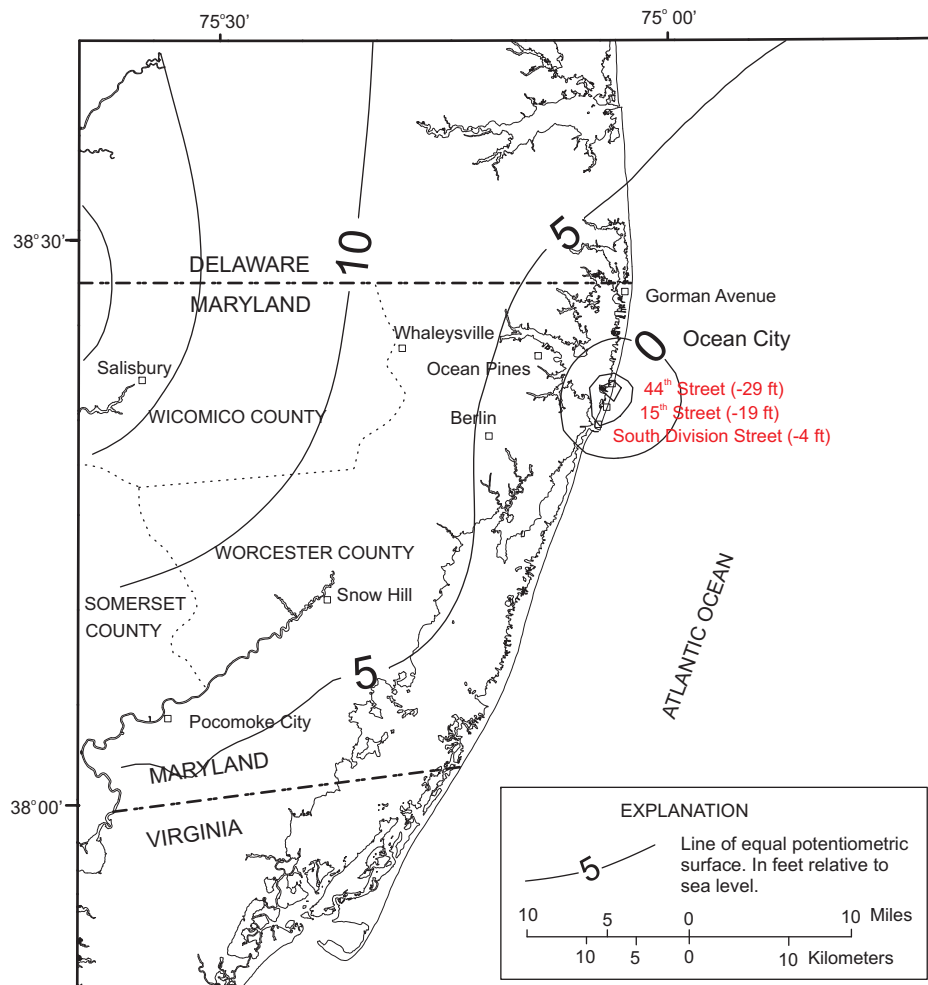 75°30’
75°00’
38°30’
10
5
DELAWARE
MARYLAND
Gorman Avenue
Whaleysville
0
Ocean City
Ocean Pines
Salisbury
44th Street (-29 ft)
WICOMICO COUNTY
15th Street (-19 ft)
Berlin
South Division Street (-4 ft)
WORCESTER COUNTY
Snow Hill
SOMERSET
COUNTY
ATLANTIC OCEAN
5
Pocomoke City
MARYLAND
38°00’
VIRGINIA
EXPLANATION
5
Line of equal potentiometric
surface. In feet relative to
sea level.
10 5 0 10 Miles
10 5 0 10 Kilometers